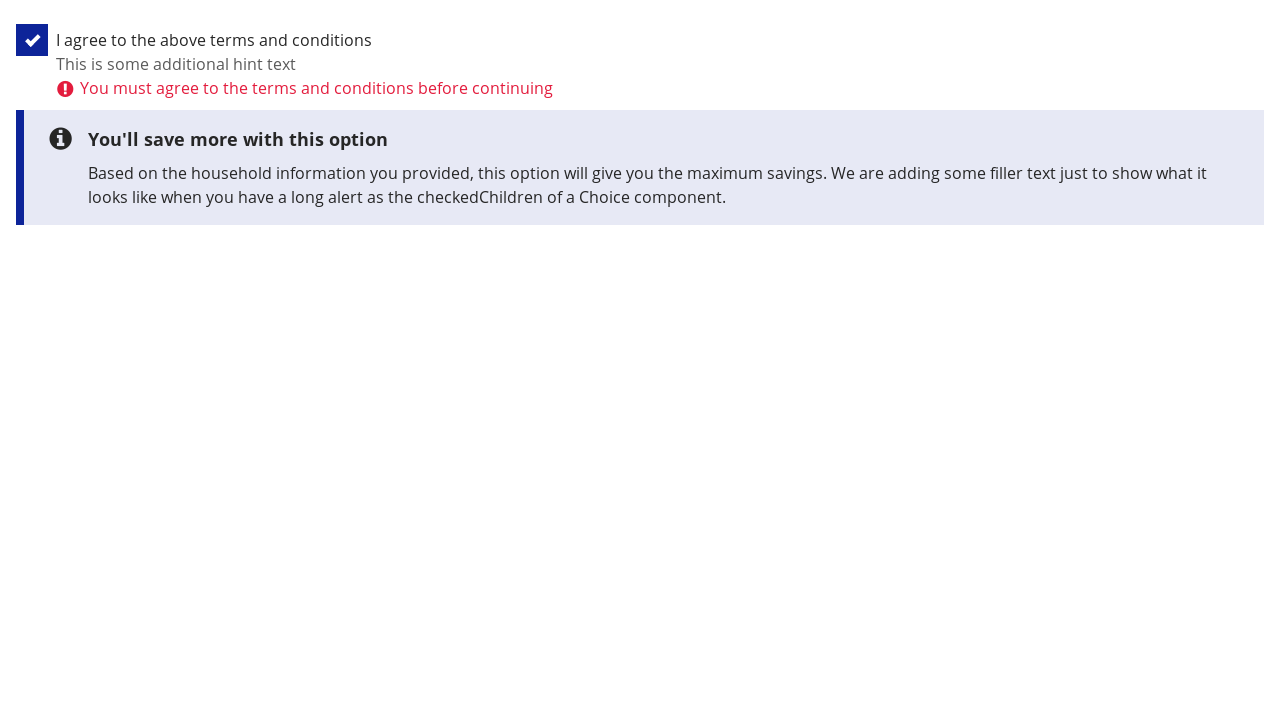 I agree to the above terms and conditions
This is some additional hint text
You must agree to the terms and conditions before continuing
You'll save more with this option
Based on the household information you provided, this option will give you the maximum savings. We are adding some filler text just to show what it
looks like when you have a long alert as the checkedChildren of a Choice component.